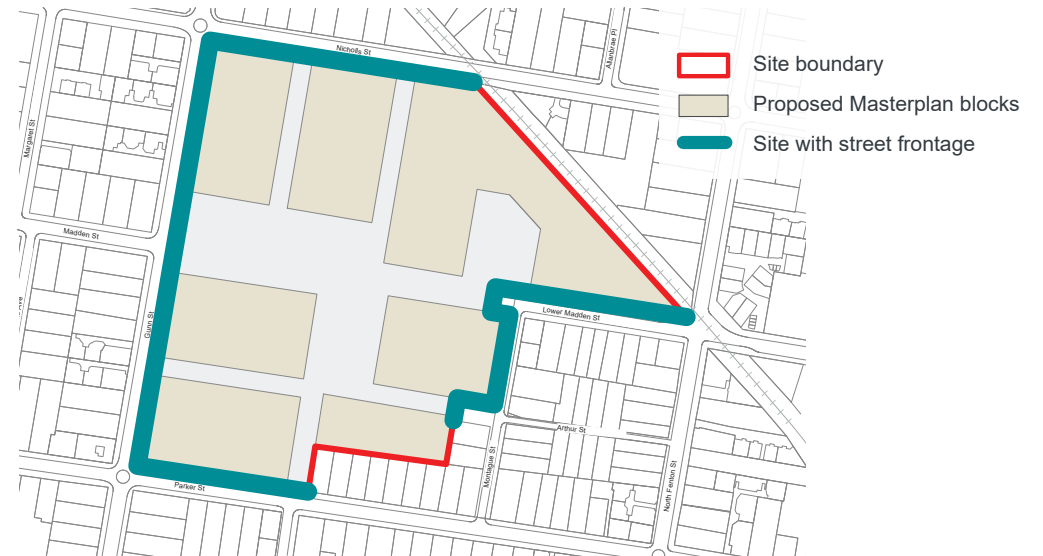 Nicholls St
Allanbrae Pl
Site boundary
Proposed Masterplan blocks
Site with street frontage
Margaret St
Madden St
Gunn St
Lower Madden St
Arthur St
Montague St
North Fenton St
Parker St